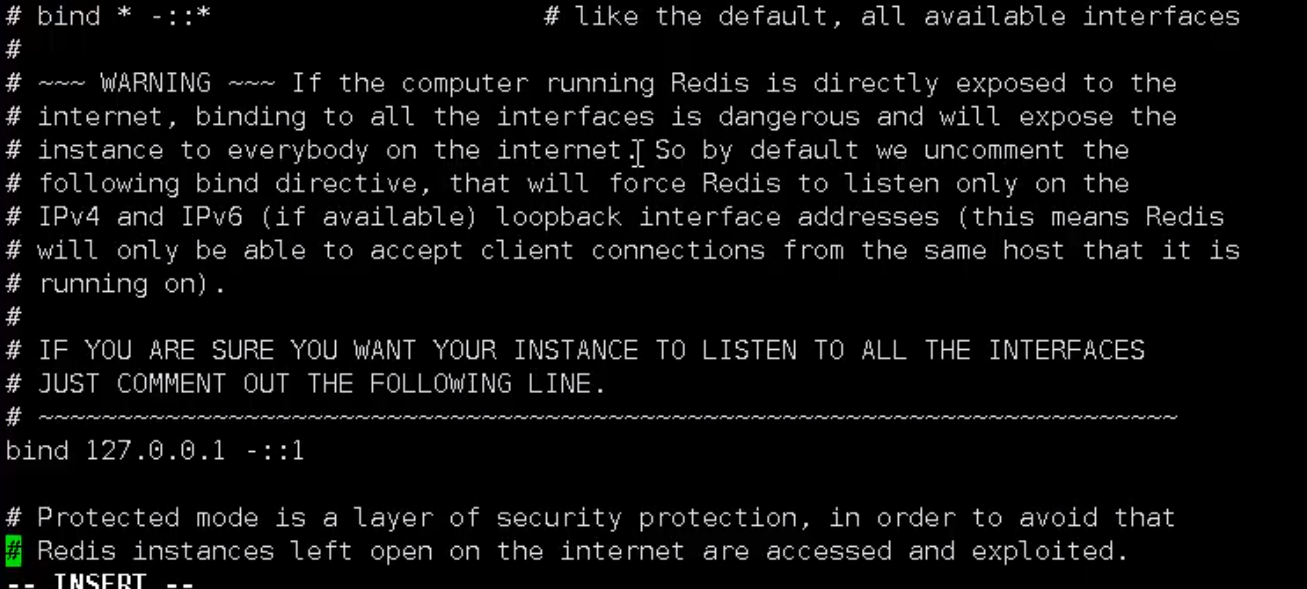 # bind * -::*                     # like the default, all available interfaces
#
# ~~~ WARNING ~~~ If the computer running Redis is directly exposed to the
# internet, binding to all the interfaces is dangerous and will expose the
# instance to everybody on the internet. So by default we uncomment the
# following bind directive, that will force Redis to listen only on the
# IPv4 and IPv6 (if available) loopback interface addresses (this means Redis
# will only be able to accept client connections from the same host that it is
# running on).
#
# IF YOU ARE SURE YOU WANT YOUR INSTANCE TO LISTEN TO ALL THE INTERFACES
# JUST COMMENT OUT THE FOLLOWING LINE.
# ~~~~~~~~~~~~~~~~~~~~~~~~~~~~~~~~~~~~~~~~~~~~~~~~~~~~~~~~~~~~~~~~~~~~~~~~
bind 127.0.0.1 -::1

# Protected mode is a layer of security protection, in order to avoid that
# Redis instances left open on the internet are accessed and exploited.
-- INSERT --